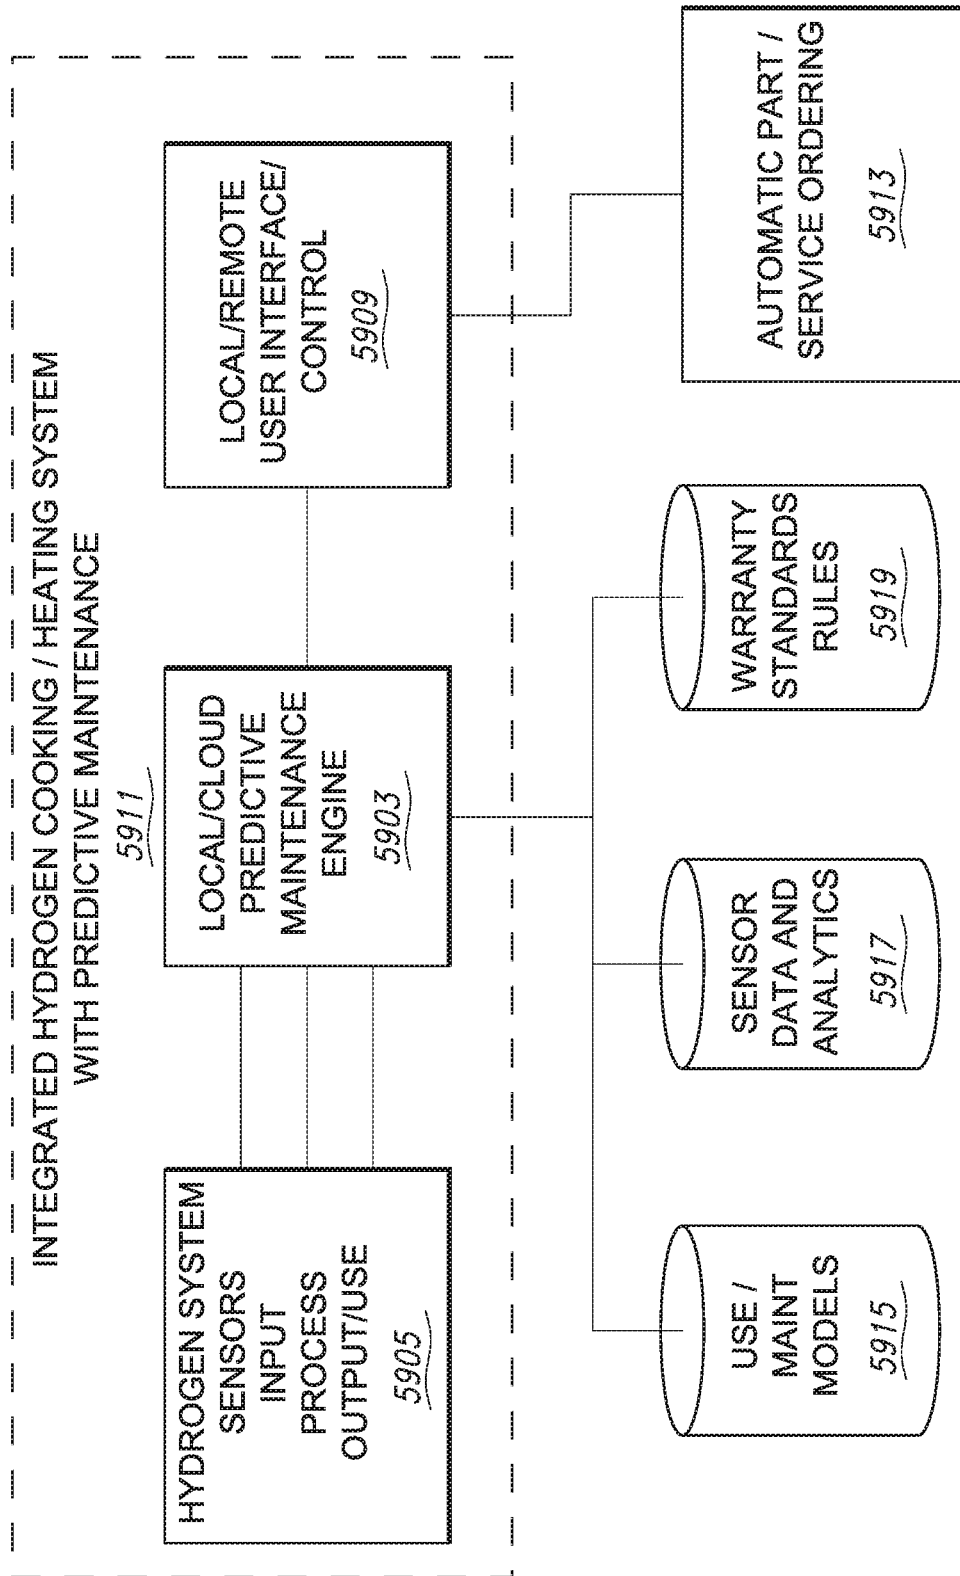 INTEGRATED HYDROGEN COOKING / HEATING SYSTEM
WITH PREDICTIVE MAINTENANCE
5911
HYDROGEN SYSTEM
SENSORS
INPUT
PROCESS
OUTPUT/USE
5905
LOCAL/CLOUD
PREDICTIVE
MAINTENANCE
ENGINE
5903
LOCAL/REMOTE
USER INTERFACE/
CONTROL
5909
USE /
MAINT
MODELS
5915
SENSOR
DATA AND
ANALYTICS
5917
WARRANTY
STANDARDS
RULES
5919
AUTOMATIC PART /
SERVICE ORDERING
5913